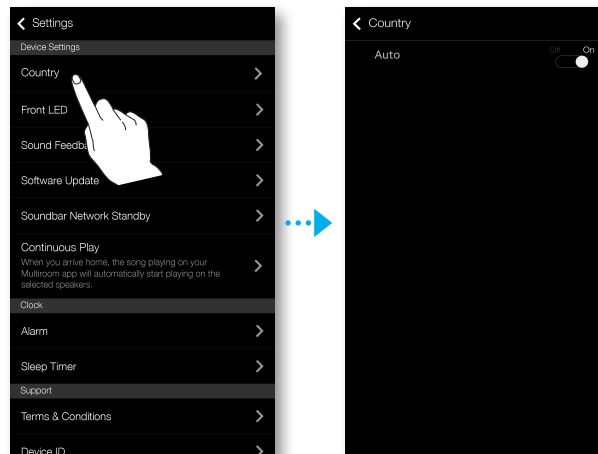 Settings
Device Settings
Country
Front LED
Sound Feedba
Software Update
Soundbar Network Standby
Continuous Play
When you arrive home, the song playing on your
Multiroom app will automatically start playing on the
selected speakers.
Clock
Alarm
Sleep Timer
Support
Terms & Conditions
Device ID
Country
Auto
Off On